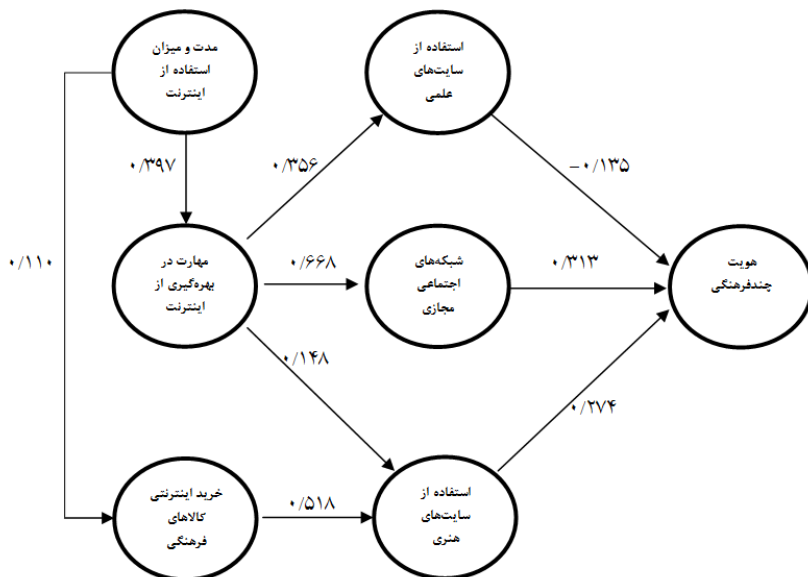 مدت و میزان
استفاده از
اینترنت
استفاده از
سایت‌های
علمی
۰/۳۹۷
۰/۳۵۶
-۰/۱۳۵
۰/۱۱۰
مهارت در
بهره‌گیری از
اینترنت
۰/۶۶۸
شبکه‌های
اجتماعی
مجازی
۰/۳۱۳
هویت
چندفرهنگی
۰/۱۴۸
۰/۲۷۴
خرید اینترنتی
کالاهای
فرهنگی
۰/۵۱۸
استفاده از
سایت‌های
هنری